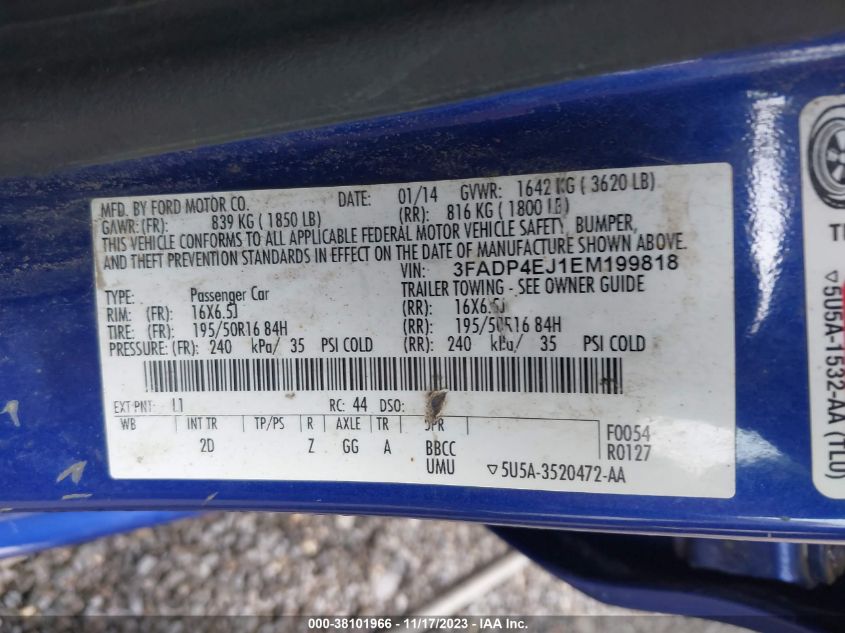 MFD. BY FORD MOTOR CO. DATE: 01/14 GVWR: 1642 KG ( 3620 LB)
GAWR:(FR): 839 KG ( 1850 LB) (RR): 816 KG ( 1800 LB)
THIS VEHICLE CONFORMS TO ALL APPLICABLE FEDERAL MOTOR VEHICLE SAFETY, BUMPER,
AND THEFT PREVENTION STANDARDS IN EFFECT ON THE DATE OF MANUFACTURE SHOWN ABOVE.
VIN: 3FADP4EJ1EM199818
TYPE: Passenger Car TRAILER TOWING - SEE OWNER GUIDE
RIM: (FR): 16X6.5J (RR): 16X6.5J
TIRE: (FR): 195/50R16 84H (RR): 195/50R16 84H
PRESSURE: (FR): 240 kPa/ 35 PSI COLD (RR): 240 kPa/ 35 PSI COLD
EXT PNT: L1 RC: 44 DSO:
WB INT TR TP/PS R AXLE TR SPR
2D Z GG A BBCC
UMU
F0054
R0127
▽5U5A-3520472-AA
▽5U5A-1532-AA (TL0)
000-38101966 - 11/17/2023 - IAA Inc.